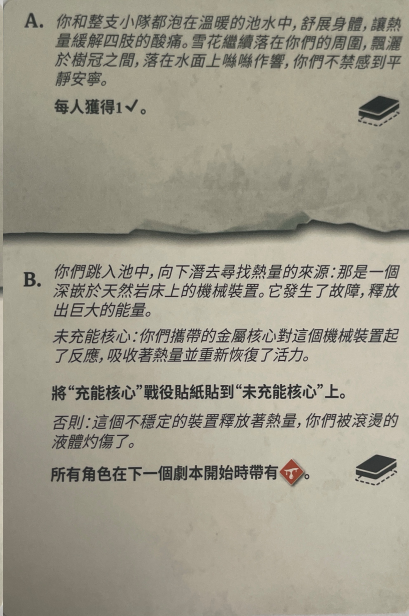 A. 你和整支小隊都泡在溫暖的池水中，舒展身體，讓熱
量緩解四肢的酸痛。雪花繼續落在你們的周圍，飄灑
於樹冠之間，落在水面上噝噝作響，你們不禁感到平
靜安寧。
每人獲得1✓。
B. 你們跳入池中，向下潛去尋找熱量的來源：那是一個
深嵌於天然岩床上的機械裝置。它發生了故障，釋放
出巨大的能量。
未充能核心：你們攜帶的金屬核心對這個機械裝置起
了反應，吸收著熱量並重新恢復了活力。
將“充能核心”戰役貼紙貼到“未充能核心”上。
否則：這個不穩定的裝置釋放著熱量，你們被滾燙的
液體灼傷了。
所有角色在下一個劇本開始時帶有。